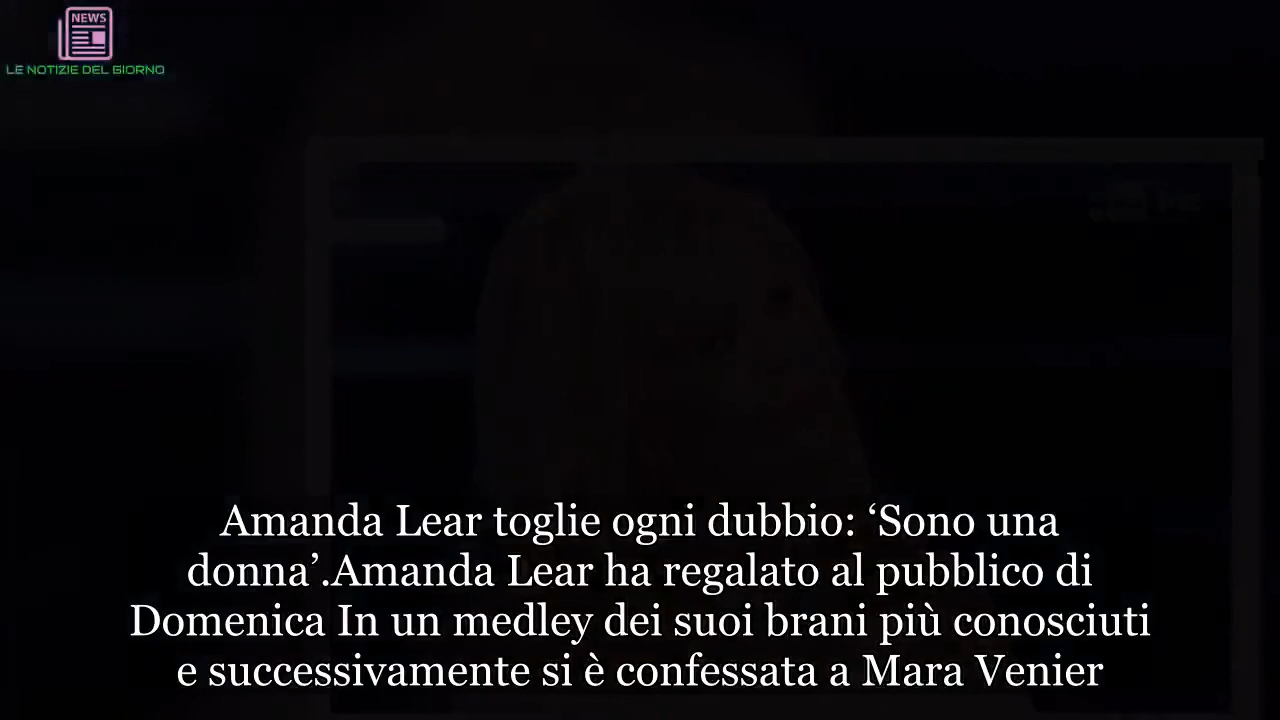 NEWS
LE NOTIZIE DEL GIORNO
Amanda Lear toglie ogni dubbio: ‘Sono una
donna’.Amanda Lear ha regalato al pubblico di
Domenica In un medley dei suoi brani più conosciuti
e successivamente si è confessata a Mara Venier